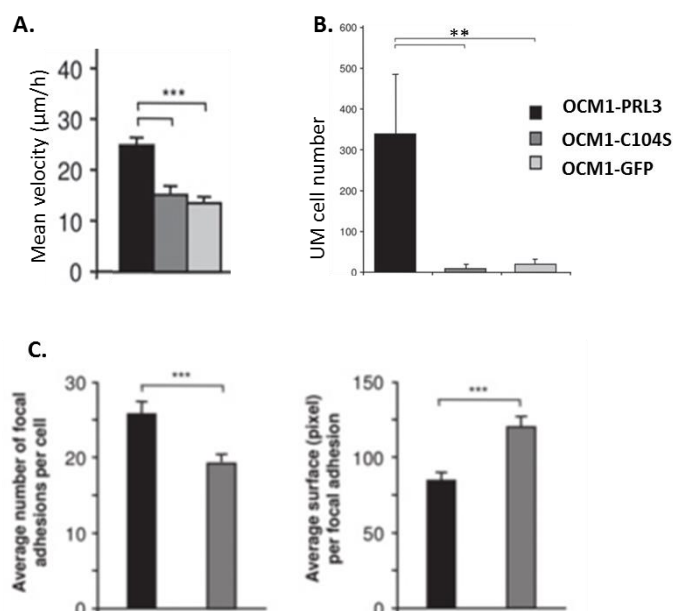 A.
Mean velocity (µm/h)
40
30
20
10
0
***
B.
UM cell number
600
500
400
300
200
100
0
**
OCM1-PRL3
OCM1-C104S
OCM1-GFP
C.
Average number of focal
adhesions per cell
30
20
10
0
***
Average surface (pixel)
per focal adhesion
150
100
50
0
***